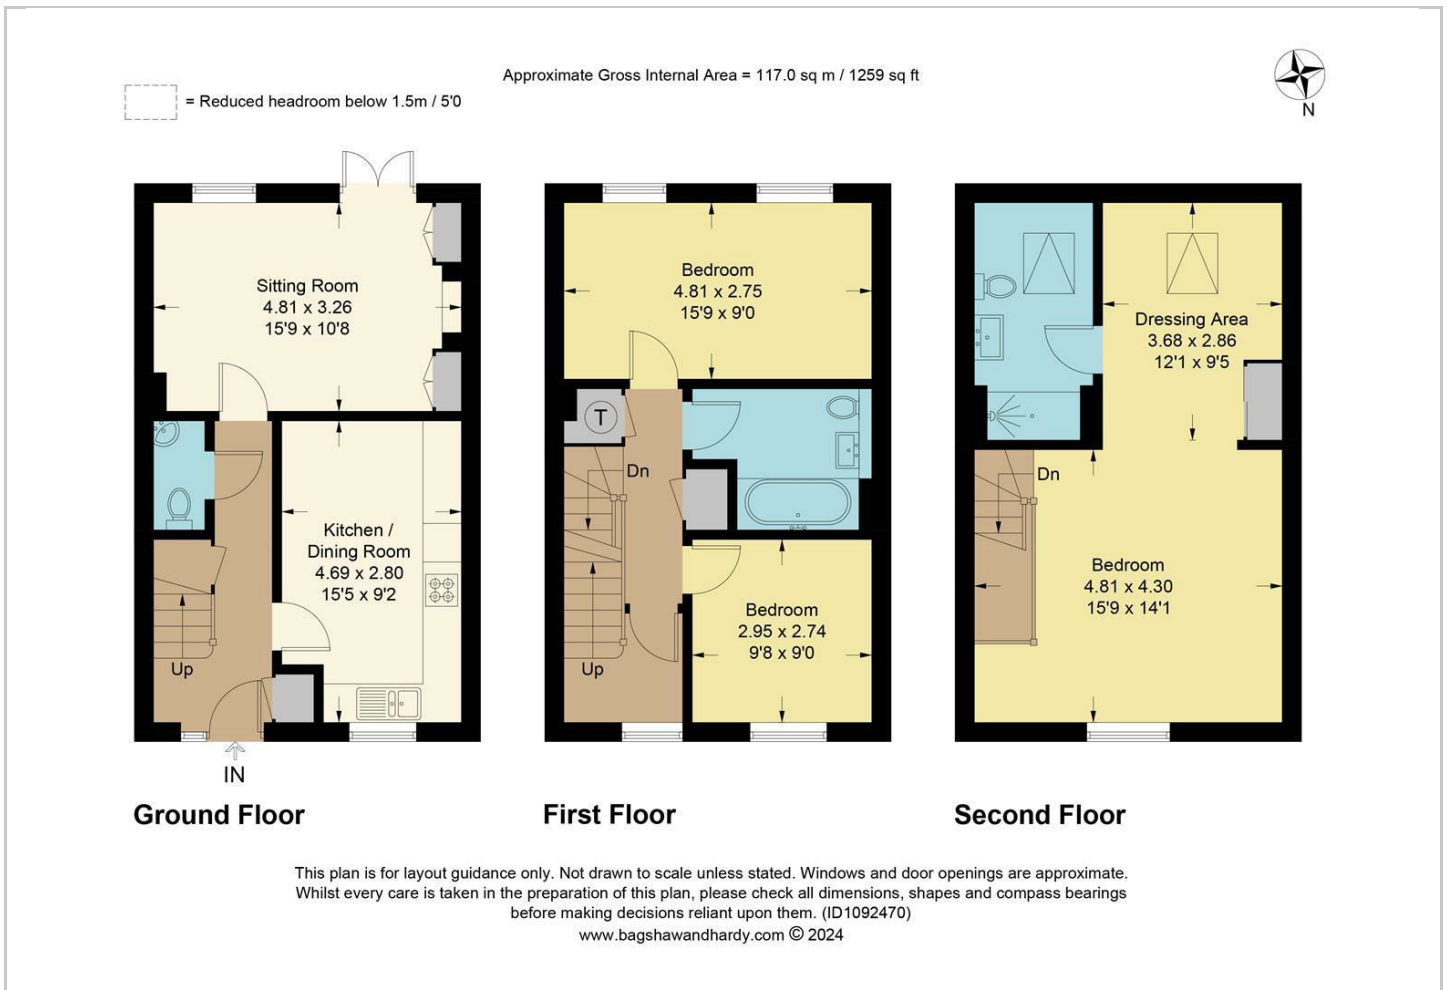 Approximate Gross Internal Area = 117.0 sq m / 1259 sq ft
= Reduced headroom below 1.5m / 5'0
N
Sitting Room
4.81 x 3.26
15'9 x 10'8
Kitchen /
Dining Room
4.69 x 2.80
15'5 x 9'2
Up
IN
Ground Floor
Bedroom
4.81 x 2.75
15'9 x 9'0
T
Dn
Bedroom
2.95 x 2.74
9'8 x 9'0
Up
First Floor
Dressing Area
3.68 x 2.86
12'1 x 9'5
Dn
Bedroom
4.81 x 4.30
15'9 x 14'1
Second Floor
This plan is for layout guidance only. Not drawn to scale unless stated. Windows and door openings are approximate.
Whilst every care is taken in the preparation of this plan, please check all dimensions, shapes and compass bearings
before making decisions reliant upon them. (ID1092470)
www.bagshawandhardy.com © 2024